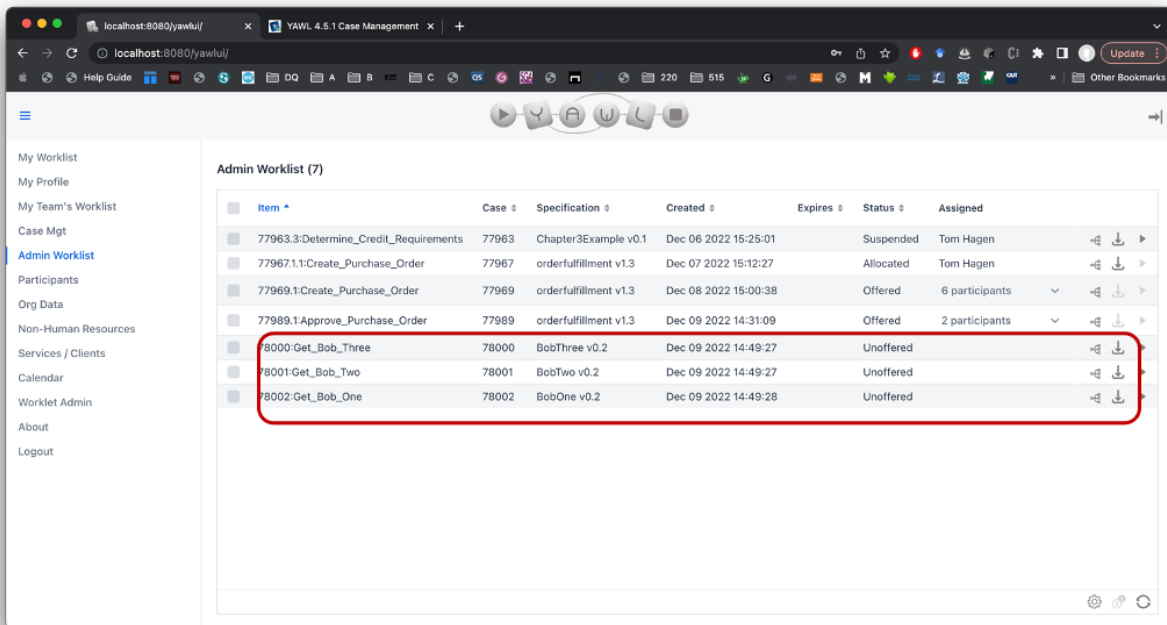 localhost:8080/yawlui/
YAWL 4.5.1 Case Management
localhost:8080/yawlui/
Update
Help Guide DQ A B C OS G 220 515 G M Other Bookmarks
YAWL
My Worklist
My Profile
My Team's Worklist
Case Mgt
Admin Worklist
Participants
Org Data
Non-Human Resources
Services / Clients
Calendar
Worklet Admin
About
Logout
Admin Worklist (7)
Item Case Specification Created Expires Status Assigned
77963.3:Determine_Credit_Requirements 77963 Chapter3Example v0.1 Dec 06 2022 15:25:01 Suspended Tom Hagen
77967.1.1:Create_Purchase_Order 77967 orderfulfillment v1.3 Dec 07 2022 15:12:27 Allocated Tom Hagen
77969.1:Create_Purchase_Order 77969 orderfulfillment v1.3 Dec 08 2022 15:00:38 Offered 6 participants
77989.1:Approve_Purchase_Order 77989 orderfulfillment v1.3 Dec 09 2022 14:31:09 Offered 2 participants
78000:Get_Bob_Three 78000 BobThree v0.2 Dec 09 2022 14:49:27 Unoffered
78001:Get_Bob_Two 78001 BobTwo v0.2 Dec 09 2022 14:49:27 Unoffered
78002:Get_Bob_One 78002 BobOne v0.2 Dec 09 2022 14:49:28 Unoffered